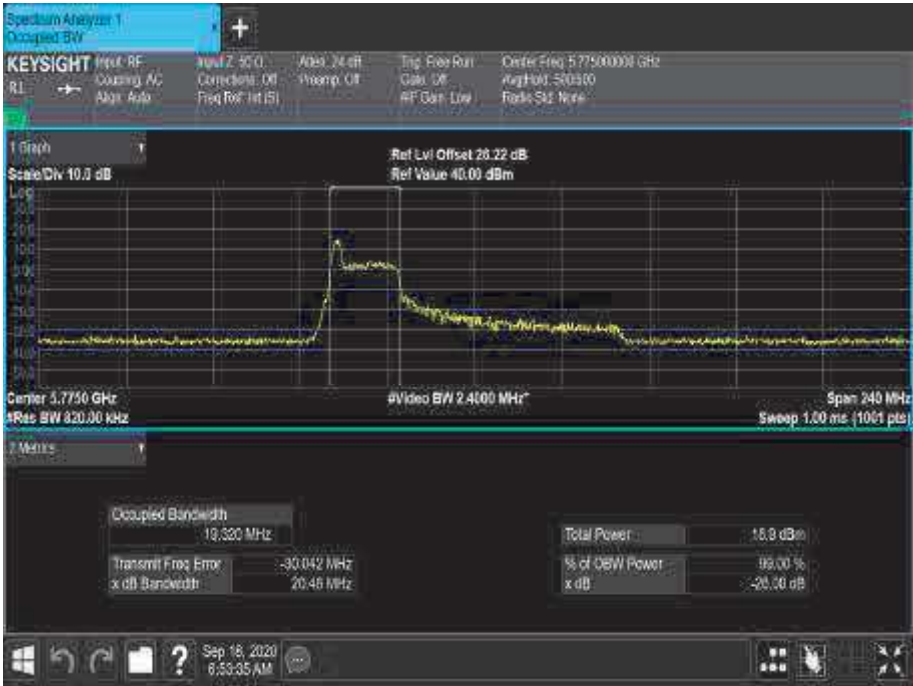 Spectrum Analyzer 1
Occupied BW
KEYSIGHT
Input: RF
Coupling: AC
Align: Auto
Input Z: 50 Ω
Corrections: Off
Freq Ref: Int (S)
Atten: 24 dB
Preamp: Off
Trig: Free Run
Gate: Off
#IF Gain: Low
Center Freq: 5.775000000 GHz
Avg|Hold: 500/500
Radio Std: None
1 Graph
Scale/Div 10.0 dB
Ref Lvl Offset 26.22 dB
Ref Value 40.00 dBm
Log
Center 5.7750 GHz
#Res BW 820.00 kHz
#Video BW 2.4000 MHz*
Span 240 MHz
Sweep 1.00 ms (1001 pts)
2 Metrics
Occupied Bandwidth
19.320 MHz
Transmit Freq Error -30.042 MHz
x dB Bandwidth 20.48 MHz
Total Power 18.9 dBm
% of OBW Power 99.00 %
x dB -26.00 dB
?
Sep 16, 2020
6:53:35 AM